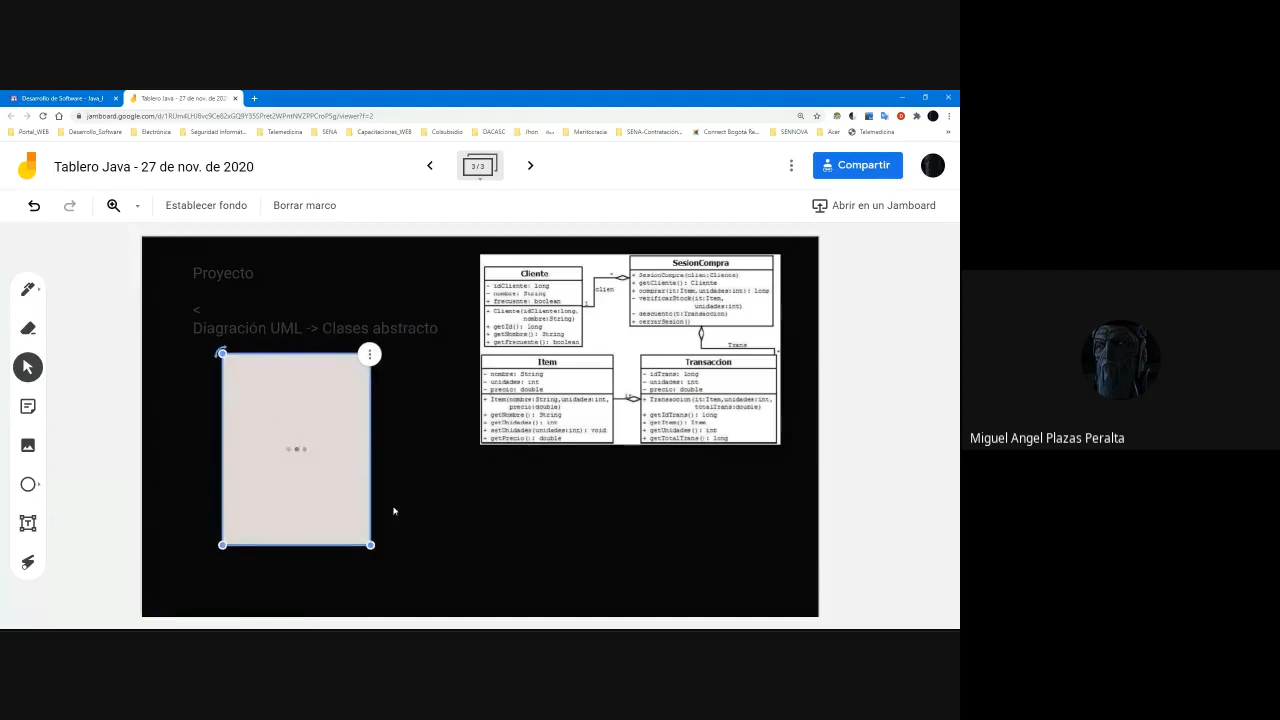 Desarrollo de Software - Java_I
Tablero Java - 27 de nov. de 202
jamboard.google.com/d/1RUm4LHJ8vc9Ce82xGQ9Y35SPret2WPntNVZPPCroP5g/viewer?f=2
Portal_WEB
Desarrollo_Software
Electrónica
Seguridad Informát...
Telemedicina
SENA
Capacitaciones_WEB
Colsubsidio
DACASC
Jhon
Meritocracia
SENA-Contratación...
Connect Bogotá Re...
SENNOVA
Acer
Telemedicina
Tablero Java - 27 de nov. de 2020
3/3
Compartir
Establecer fondo
Borrar marco
Abrir en un Jamboard
Proyecto
<
Diagración UML -> Clases abstracto
Cliente
- idCliente: long
- nombre: String
+ frecuente: boolean
+ Cliente(idCliente:long,
nombre:String)
+ getId(): long
+ getNombre(): String
+ getFrecuente(): boolean
*
clien
1
SesionCompra
+ SesionCompra(clien:Cliente)
+ getCliente(): Cliente
+ comprar(it:Item,unidades:int): long
- verificarStock(it:Item,
unidades:int)
- descuento(t:Transaccion)
+ cerrarSesion()
Trans
*
Item
- nombre: String
- unidades: int
- precio: double
+ Item(nombre:String,unidades:int,
precio:double)
+ getNombre(): String
+ getUnidades(): int
+ setUnidades(unidades:int): void
+ getPrecio(): double
Transaccion
- idTrans: long
- unidades: int
- precio: double
+ Transaccion(it:Item,unidades:int,
totalTrans:double)
+ getIdTrans(): long
+ getItem(): Item
+ getUnidades(): int
+ getTotalTrans(): long
Miguel Angel Plazas Peralta